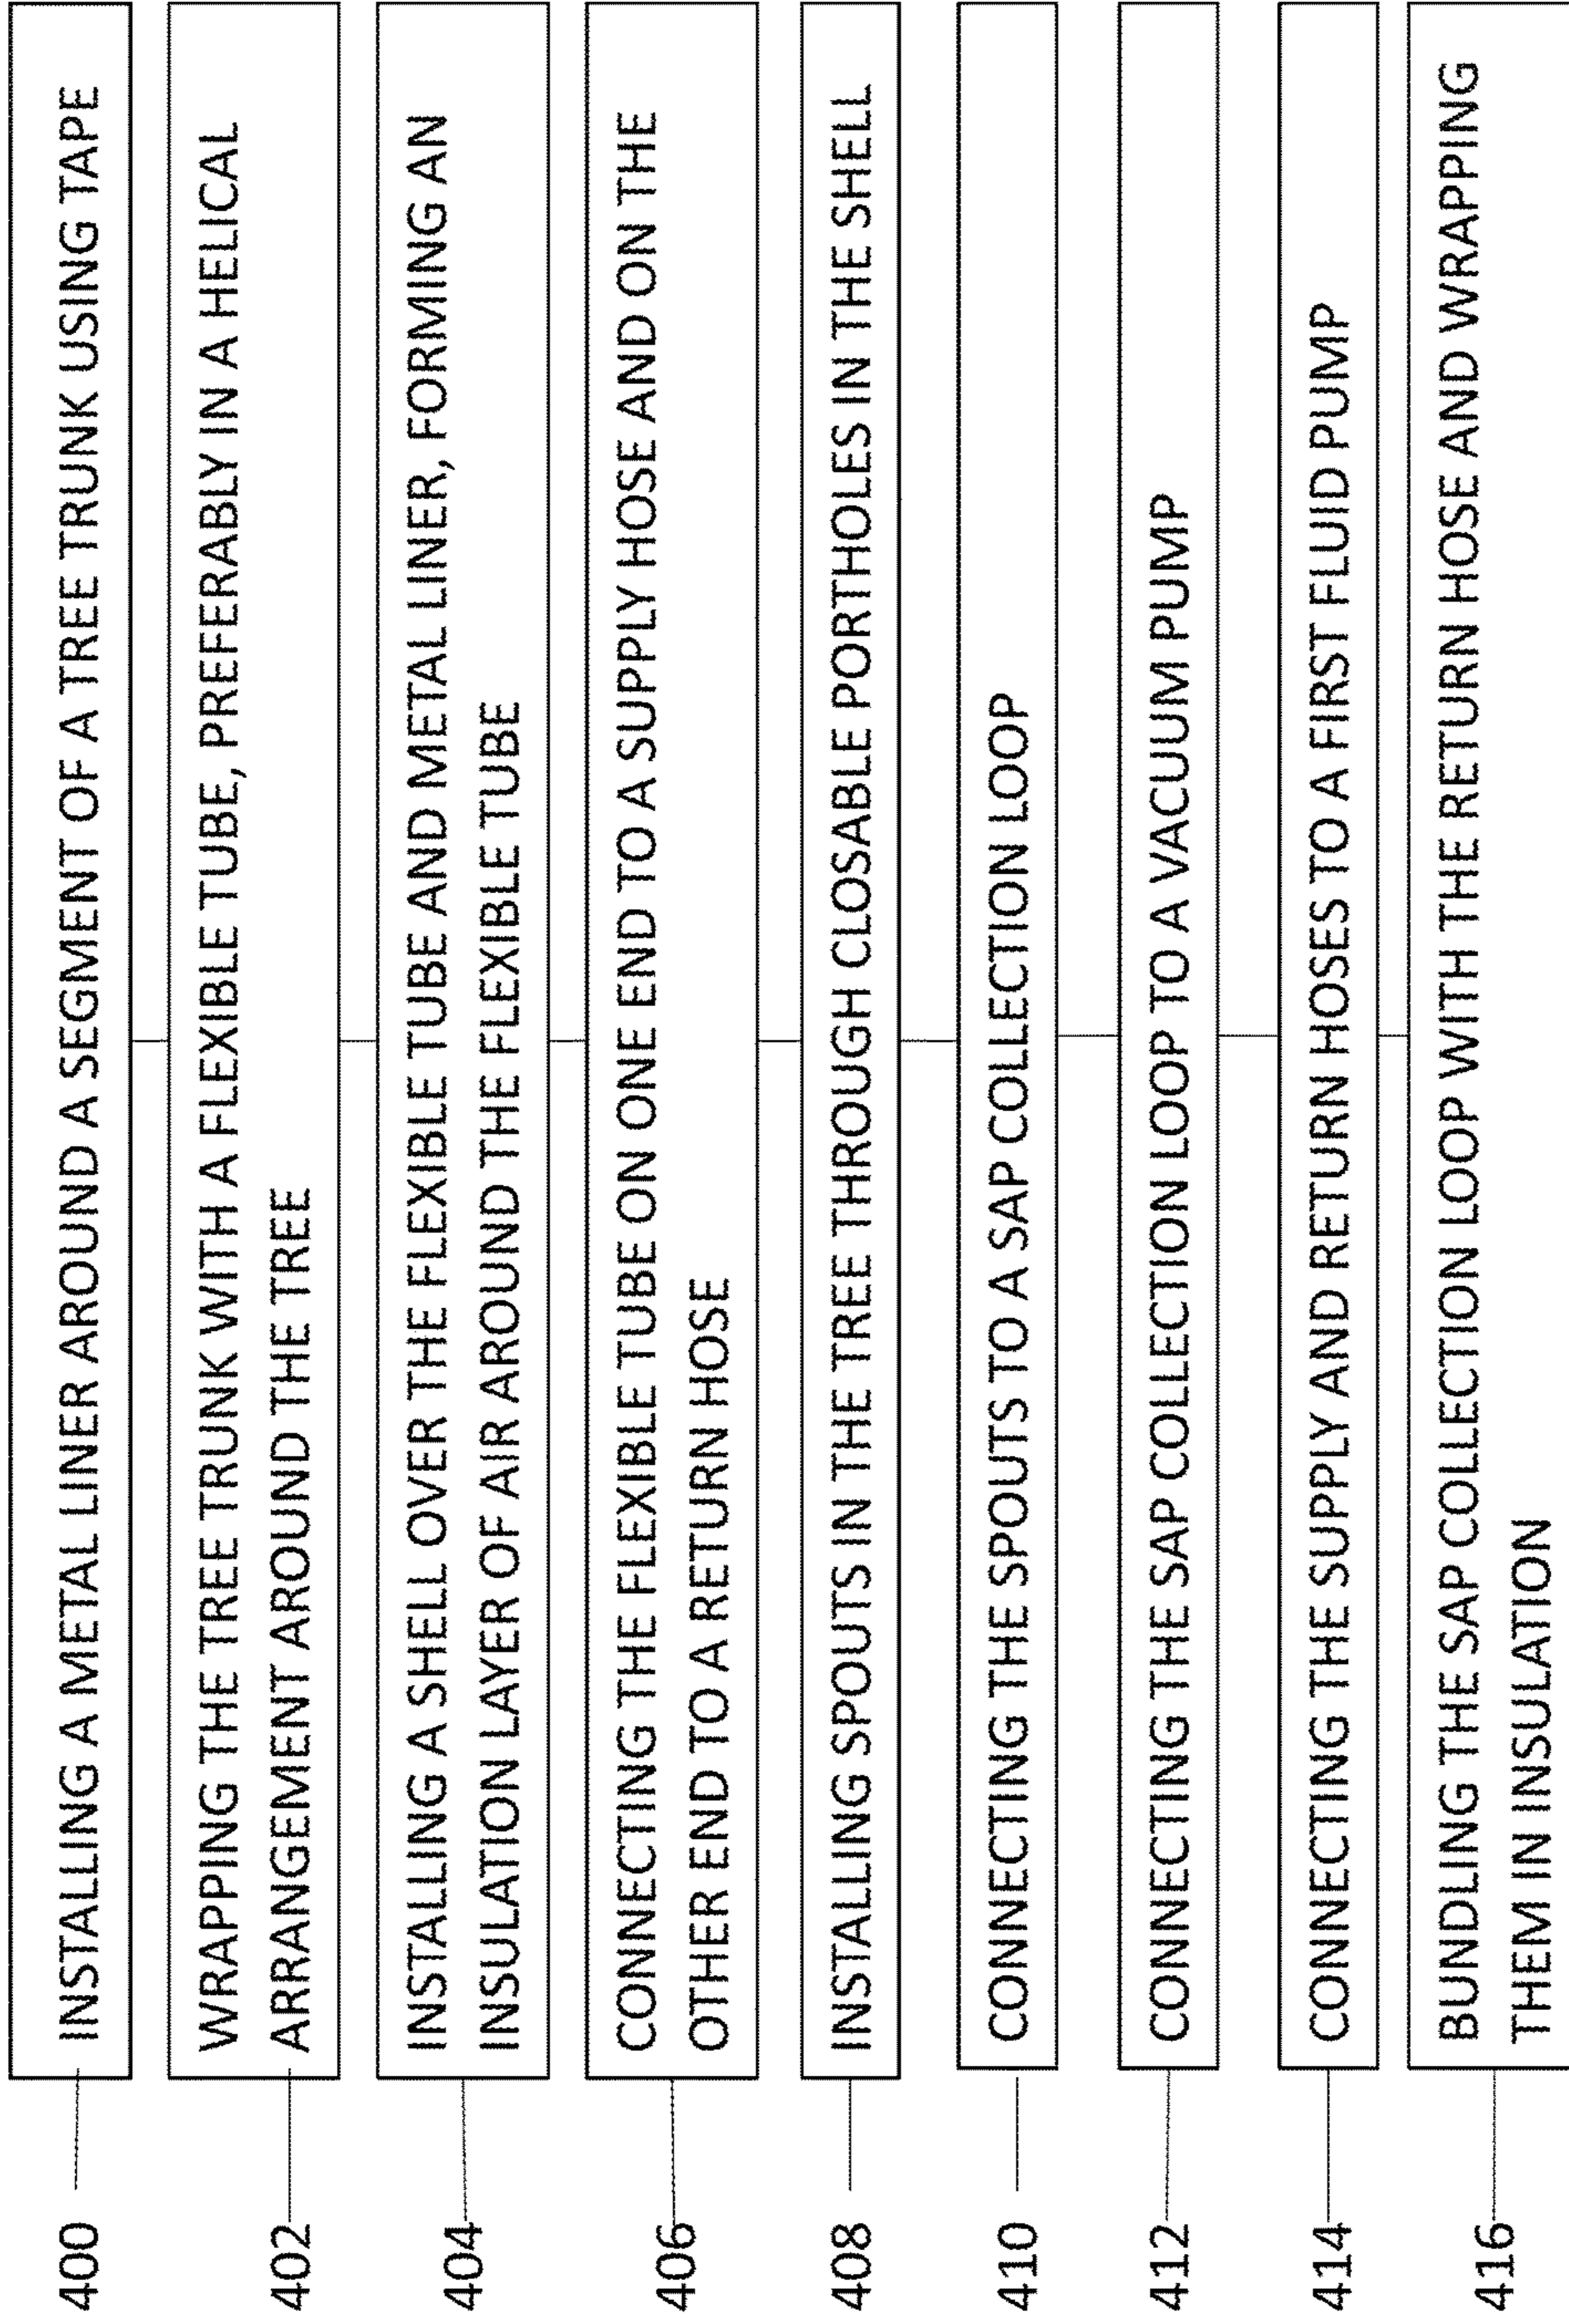 400
INSTALLING A METAL LINER AROUND A SEGMENT OF A TREE TRUNK USING TAPE
402
WRAPPING THE TREE TRUNK WITH A FLEXIBLE TUBE, PREFERABLY IN A HELICAL
ARRANGEMENT AROUND THE TREE
404
INSTALLING A SHELL OVER THE FLEXIBLE TUBE AND METAL LINER, FORMING AN
INSULATION LAYER OF AIR AROUND THE FLEXIBLE TUBE
406
CONNECTING THE FLEXIBLE TUBE ON ONE END TO A SUPPLY HOSE AND ON THE
OTHER END TO A RETURN HOSE
408
INSTALLING SPOUTS IN THE TREE THROUGH CLOSABLE PORTHOLES IN THE SHELL
410
CONNECTING THE SPOUTS TO A SAP COLLECTION LOOP
412
CONNECTING THE SAP COLLECTION LOOP TO A VACUUM PUMP
414
CONNECTING THE SUPPLY AND RETURN HOSES TO A FIRST FLUID PUMP
416
BUNDLING THE SAP COLLECTION LOOP WITH THE RETURN HOSE AND WRAPPING
THEM IN INSULATION